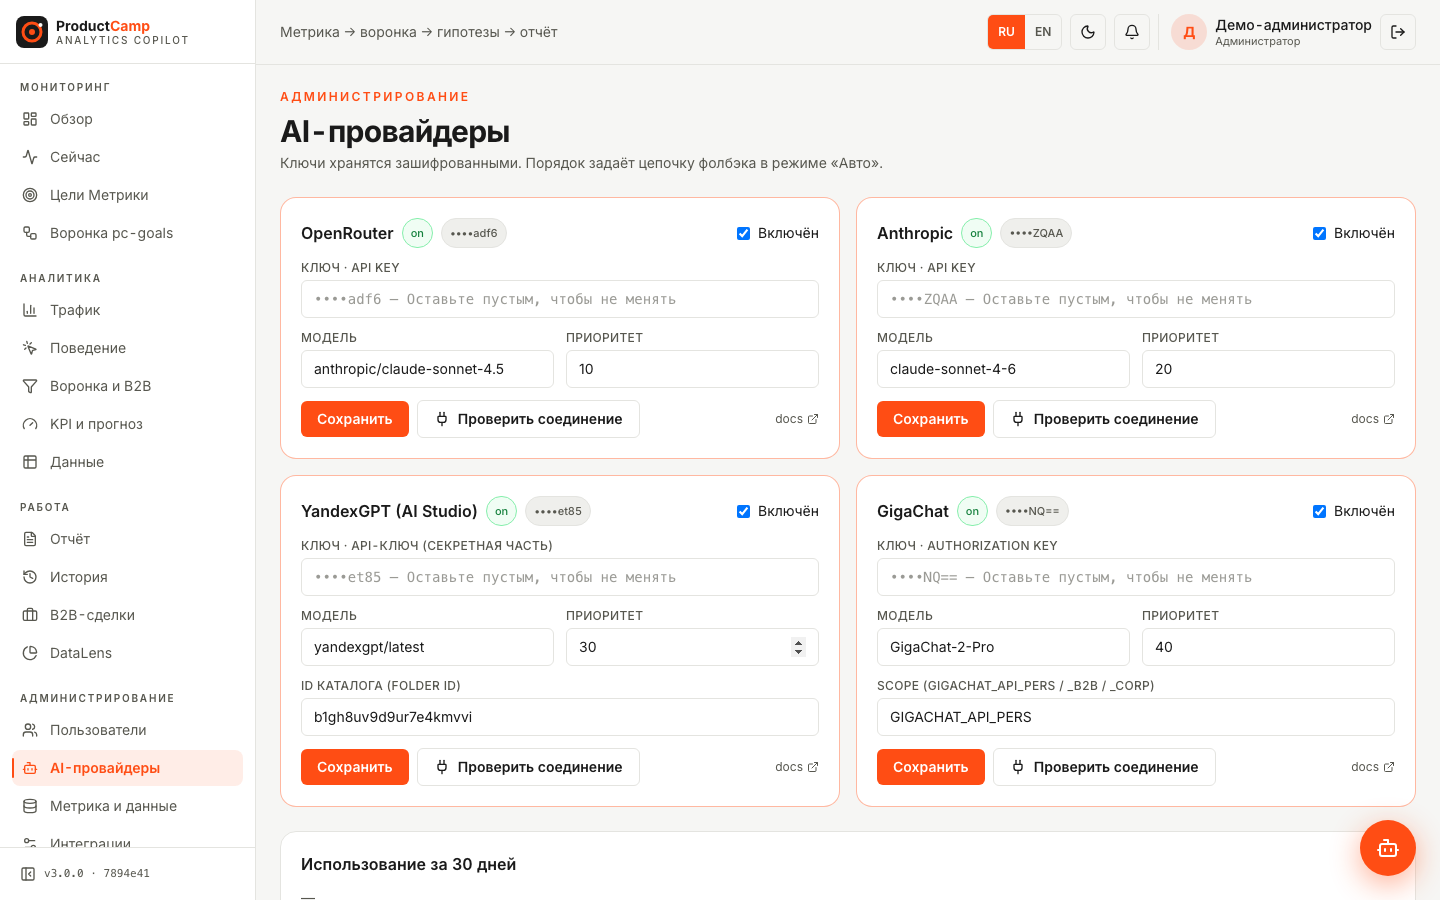 ProductCamp
ANALYTICS COPILOT
МОНИТОРИНГ
Обзор
Сейчас
Цели Метрики
Воронка pc-goals
АНАЛИТИКА
Трафик
Поведение
Воронка и B2B
KPI и прогноз
Данные
РАБОТА
Отчёт
История
B2B-сделки
DataLens
АДМИНИСТРИРОВАНИЕ
Пользователи
AI-провайдеры
Метрика и данные
Интеграции
v3.0.0 · 7894e41
Метрика → воронка → гипотезы → отчёт
RU EN
Д
Демо-администратор
Администратор
АДМИНИСТРИРОВАНИЕ
AI-провайдеры
Ключи хранятся зашифрованными. Порядок задаёт цепочку фолбэка в режиме «Авто».
OpenRouter on ••••adf6 Включён
КЛЮЧ · API KEY
••••adf6 — Оставьте пустым, чтобы не менять
МОДЕЛЬ ПРИОРИТЕТ
anthropic/claude-sonnet-4.5 10
Сохранить Проверить соединение docs
Anthropic on ••••ZQAA Включён
КЛЮЧ · API KEY
••••ZQAA — Оставьте пустым, чтобы не менять
МОДЕЛЬ ПРИОРИТЕТ
claude-sonnet-4-6 20
Сохранить Проверить соединение docs
YandexGPT (AI Studio) on ••••et85 Включён
КЛЮЧ · API-КЛЮЧ (СЕКРЕТНАЯ ЧАСТЬ)
••••et85 — Оставьте пустым, чтобы не менять
МОДЕЛЬ ПРИОРИТЕТ
yandexgpt/latest 30
ID КАТАЛОГА (FOLDER ID)
b1gh8uv9d9ur7e4kmvvi
Сохранить Проверить соединение docs
GigaChat on ••••NQ== Включён
КЛЮЧ · AUTHORIZATION KEY
••••NQ== — Оставьте пустым, чтобы не менять
МОДЕЛЬ ПРИОРИТЕТ
GigaChat-2-Pro 40
SCOPE (GIGACHAT_API_PERS / _B2B / _CORP)
GIGACHAT_API_PERS
Сохранить Проверить соединение docs
Использование за 30 дней
—